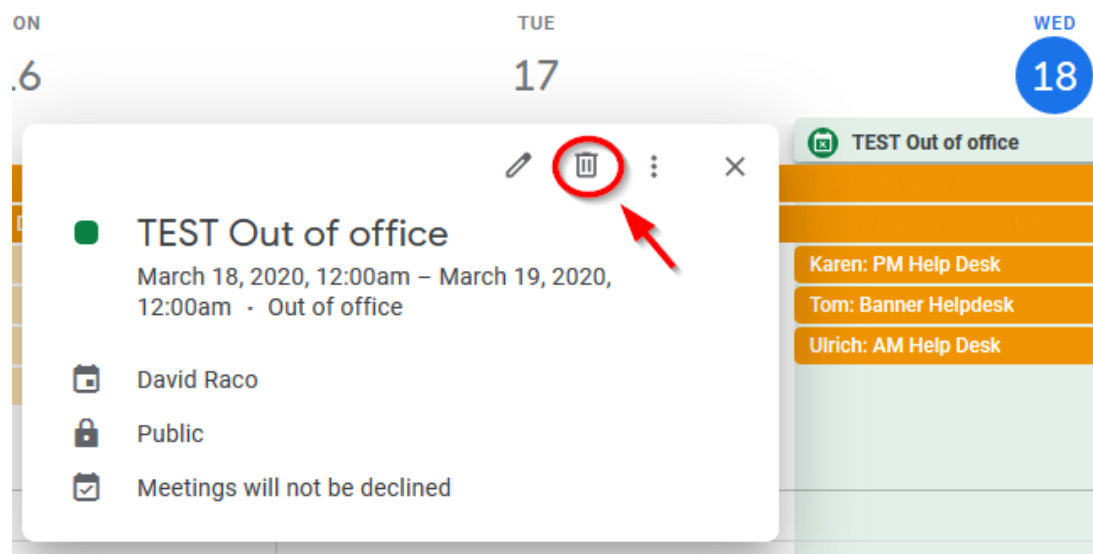 ON
TUE
WED
17
18
TEST Out of office
TEST Out of office
March 18, 2020, 12:00am – March 19, 2020,
12:00am · Out of office
Karen: PM Help Desk
Tom: Banner Helpdesk
Ulrich: AM Help Desk
David Raco
Public
Meetings will not be declined